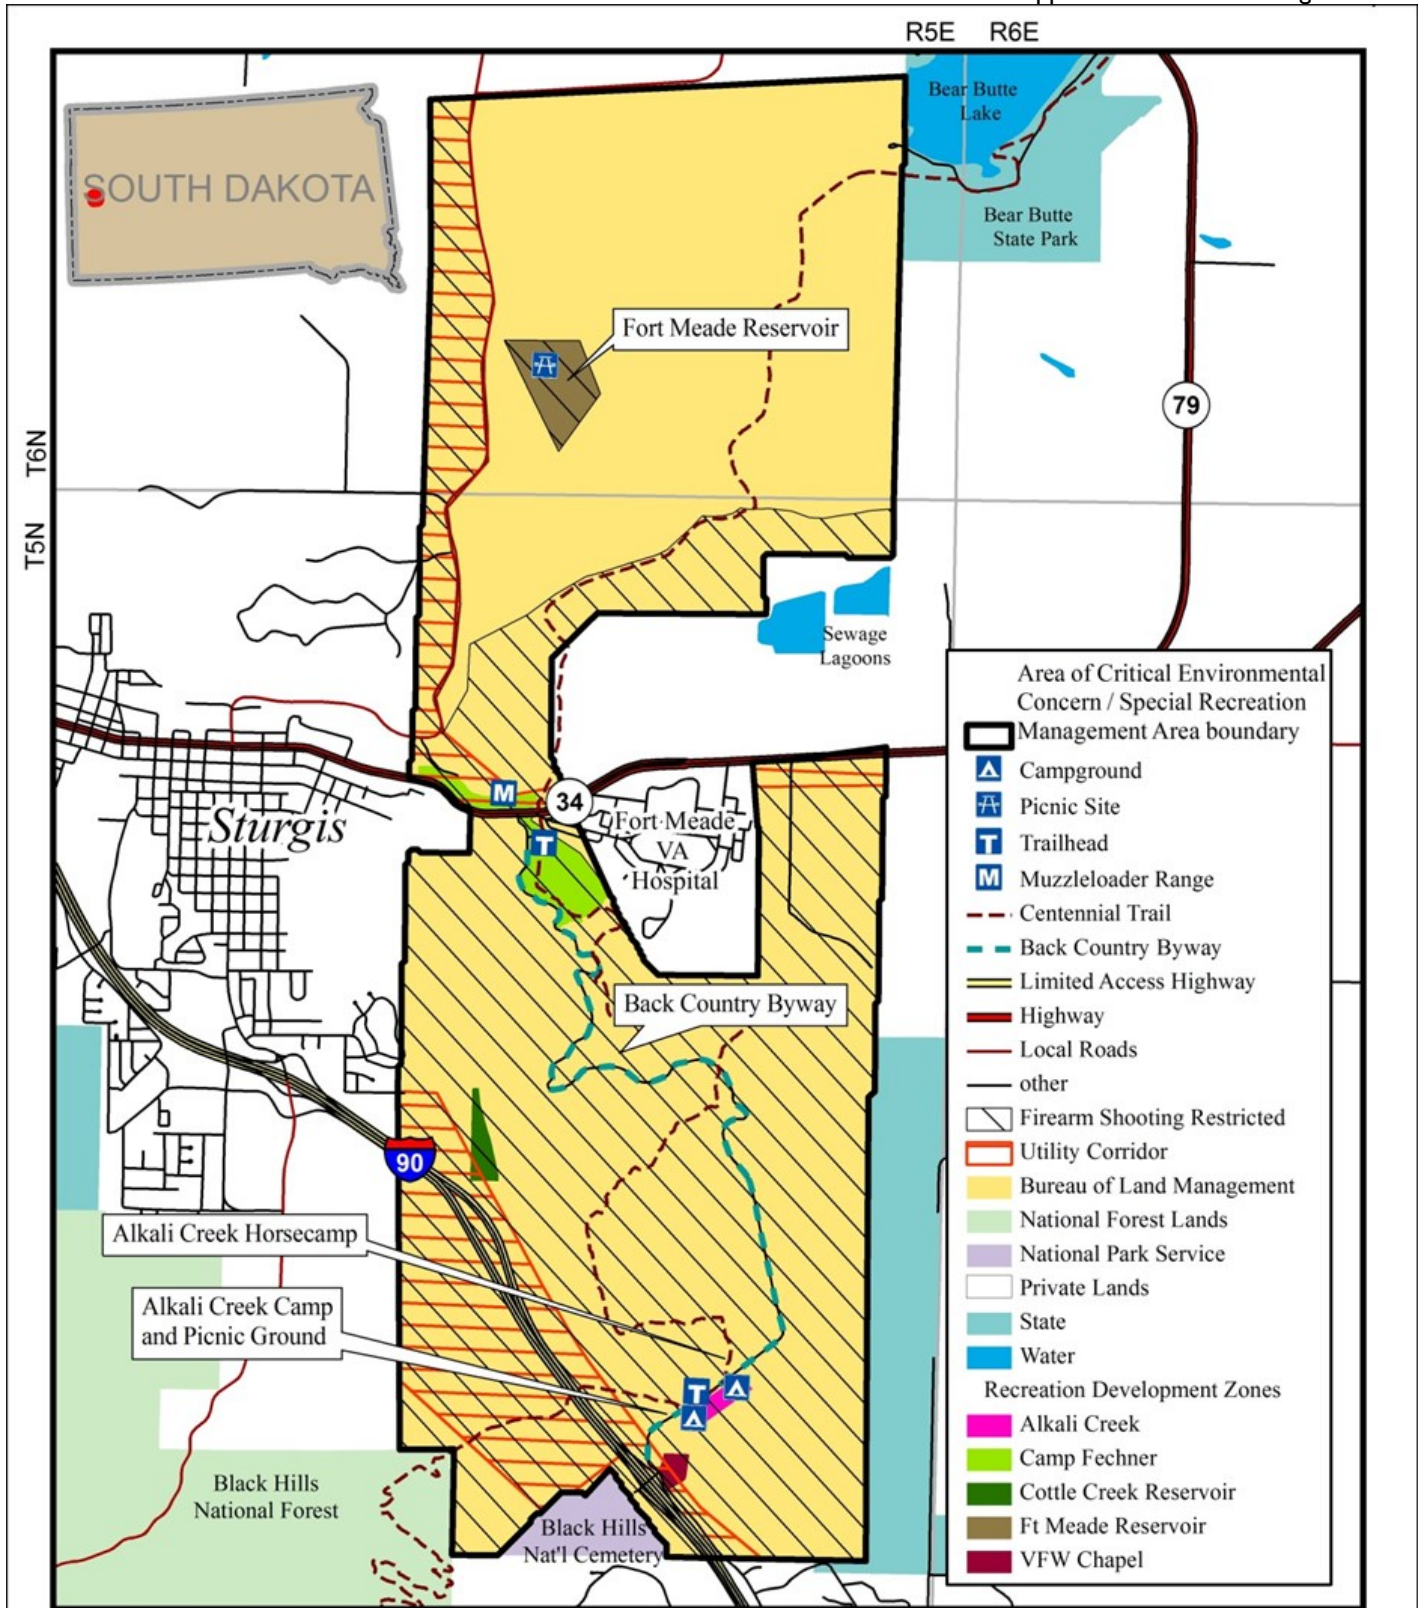 R5E R6E
Bear Butte
Lake
SOUTH DAKOTA
Bear Butte
State Park
Fort Meade Reservoir
79
T6N
T5N
Sewage
Lagoons
M
34
Sturgis
Fort Meade
VA
Hospital
T
Back Country Byway
90
Alkali Creek Horsecamp
Alkali Creek Camp
and Picnic Ground
T
Black Hills
National Forest
Black Hills
Nat'l Cemetery
Area of Critical Environmental
Concern / Special Recreation
Management Area boundary
Campground
Picnic Site
T Trailhead
M Muzzleloader Range
Centennial Trail
Back Country Byway
Limited Access Highway
Highway
Local Roads
other
Firearm Shooting Restricted
Utility Corridor
Bureau of Land Management
National Forest Lands
National Park Service
Private Lands
State
Water
Recreation Development Zones
Alkali Creek
Camp Fechner
Cottle Creek Reservoir
Ft Meade Reservoir
VFW Chapel